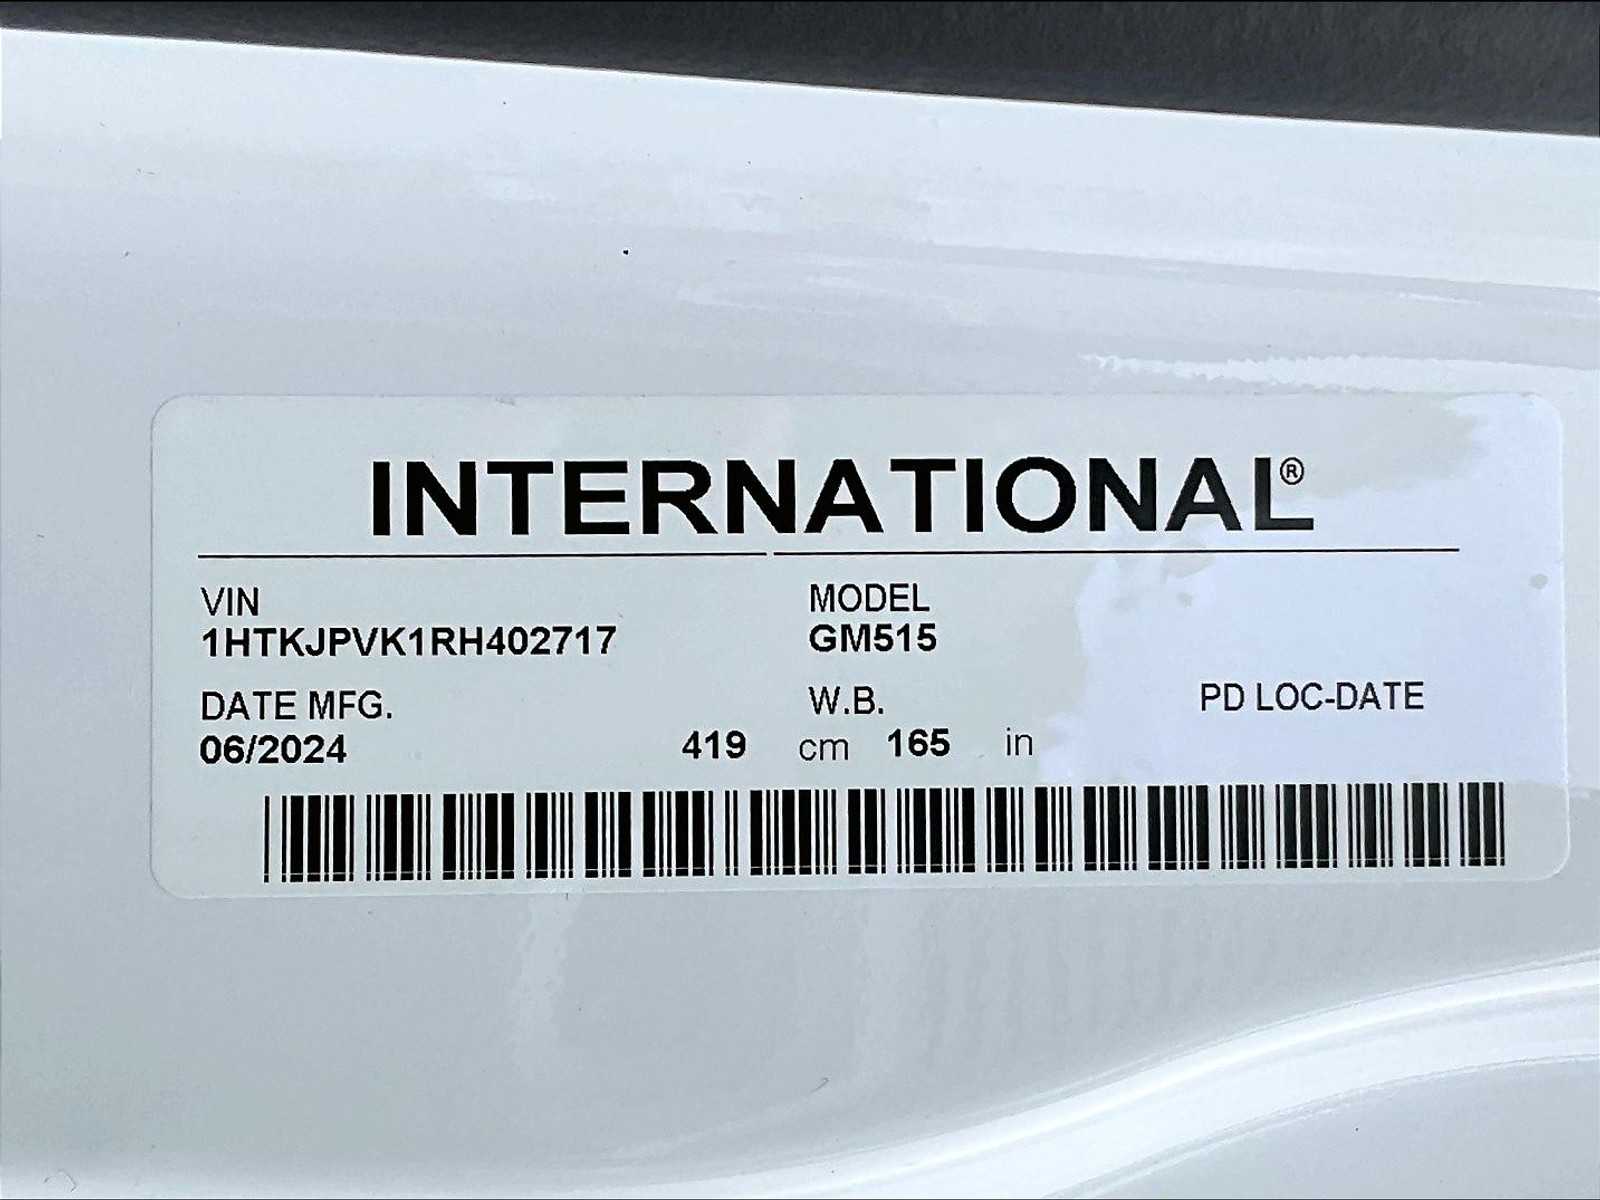 INTERNATIONAL®
VIN MODEL
1HTKJPVK1RH402717 GM515
DATE MFG. W.B. PD LOC-DATE
06/2024 419 cm 165 in